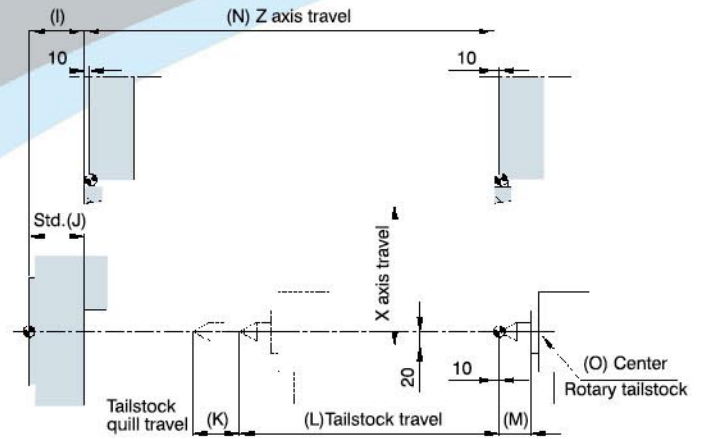 (I)
(N) Z axis travel
10
10
Std.(J)
X axis travel
20
10
(O) Center
Rotary tailstock
Tailstock
quill travel
(K)
(L)Tailstock travel
(M)